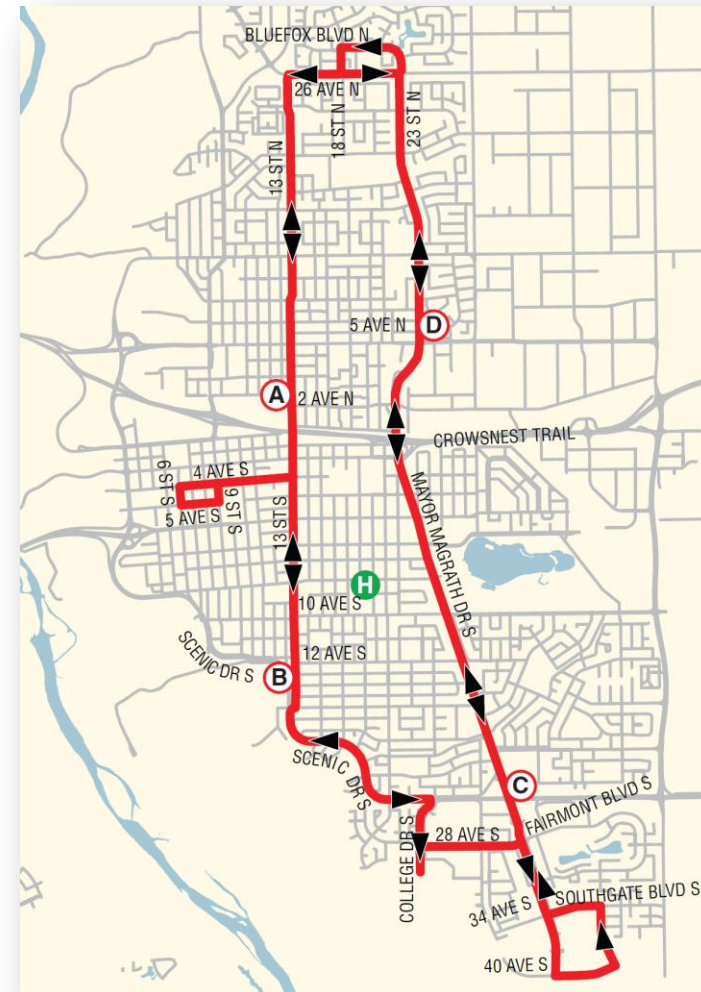 BLUEFOX BLVD N
26 AVE N
18 ST N
23 ST N
13 ST N
5 AVE N
D
A
2 AVE N
CROWSNEST TRAIL
4 AVE S
6 ST S
9 ST S
5 AVE S
13 ST S
MAYOR MAGRATH DR S
H
10 AVE S
12 AVE S
SCENIC DR S
B
SCENIC DR S
C
FAIRMONT BLVD S
28 AVE S
COLLEGE DR S
34 AVE S
SOUTHGATE BLVD S
40 AVE S